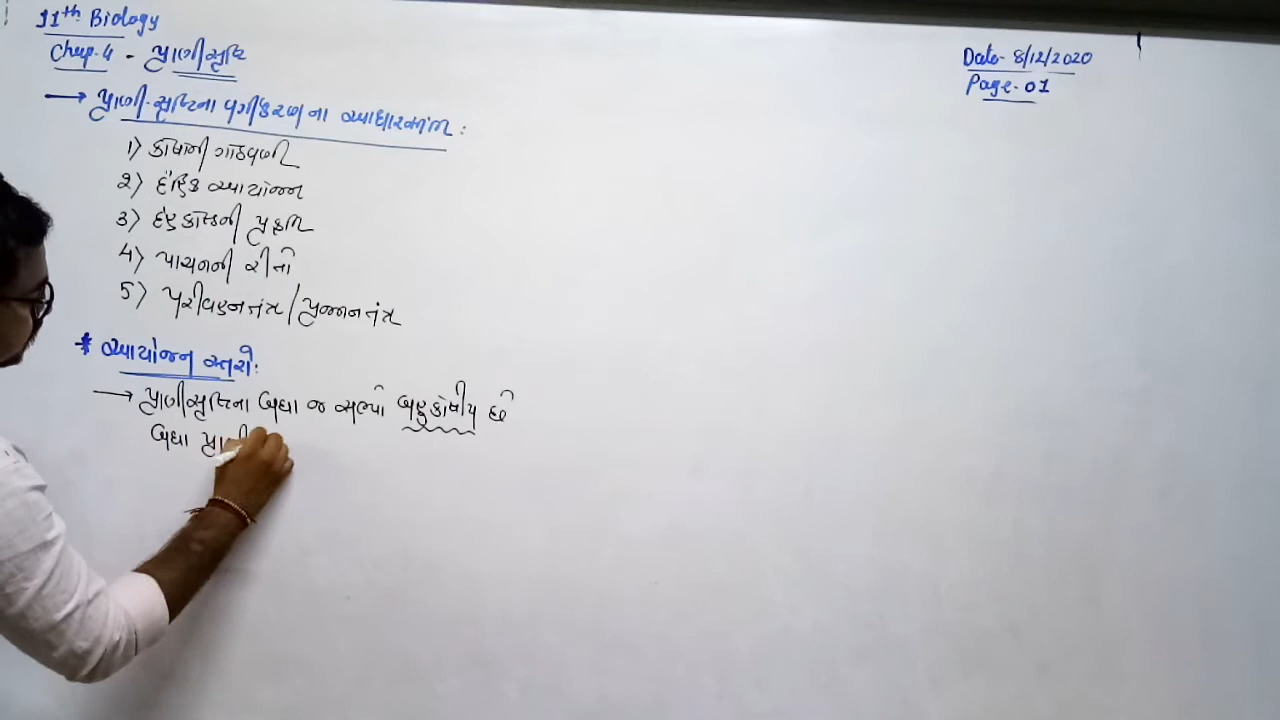 11th Biology
Chap-4 - પ્રાણીસૃષ્ટિ
Date- 8/12/2020
Page- 01
→ પ્રાણી-સૃષ્ટિના વર્ગીકરણના આધારસ્તંભ :
1) કોષોની ગોઠવણી
2) દૈહિક આયોજન
3) દેહકોષ્ઠની પ્રકૃતિ
4) પાચનની રીતો
5) પરીવહનતંત્ર / પ્રજનનતંત્ર
* આયોજન સ્તરો:
→ પ્રાણીસૃષ્ટિના બધા જ સભ્યો બહુકોષીય છે
બધા